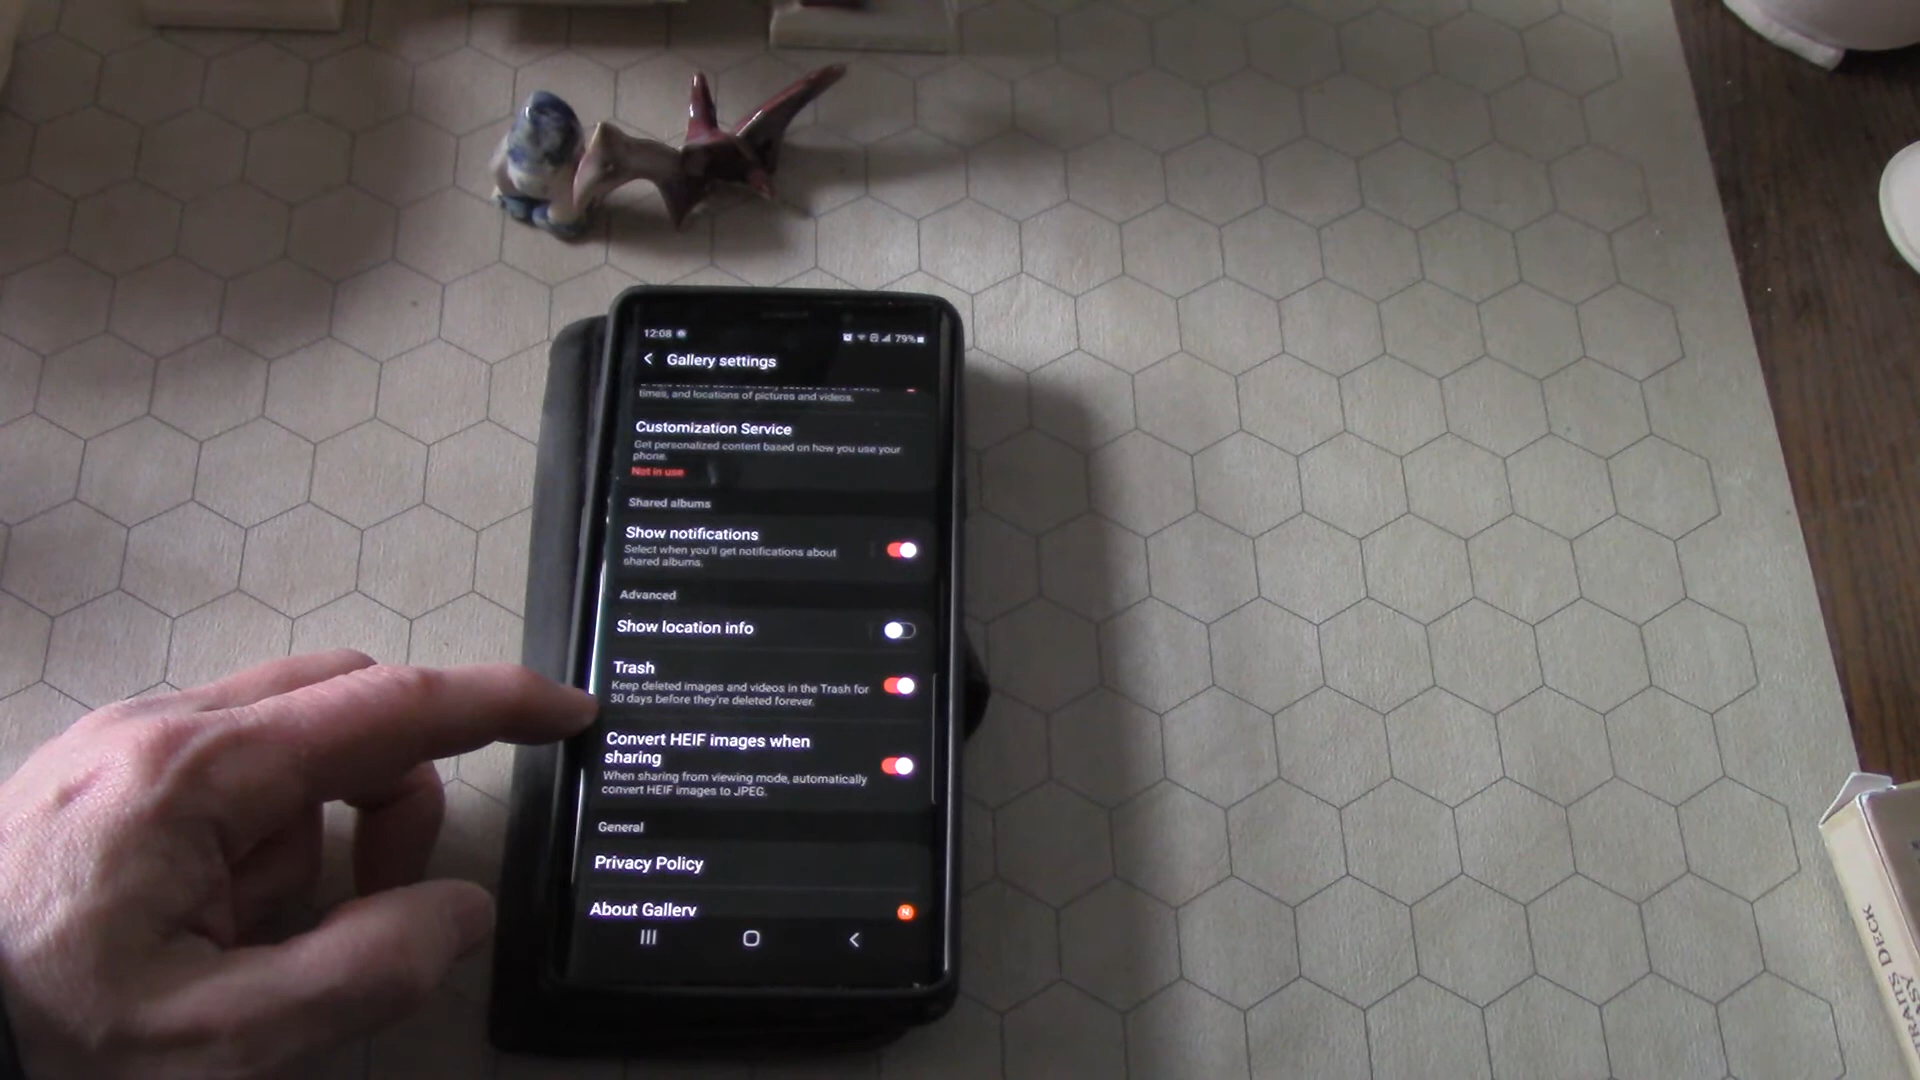 12:08
79%
Gallery settings
times, and locations of pictures and videos.
Customization Service
Get personalized content based on how you use your
phone.
Not in use
Shared albums
Show notifications
Select when you'll get notifications about
shared albums.
Advanced
Show location info
Trash
Keep deleted images and videos in the Trash for
30 days before they're deleted forever.
Convert HEIF images when
sharing
When sharing from viewing mode, automatically
convert HEIF images to JPEG.
General
Privacy Policy
About Gallery
N
DECK